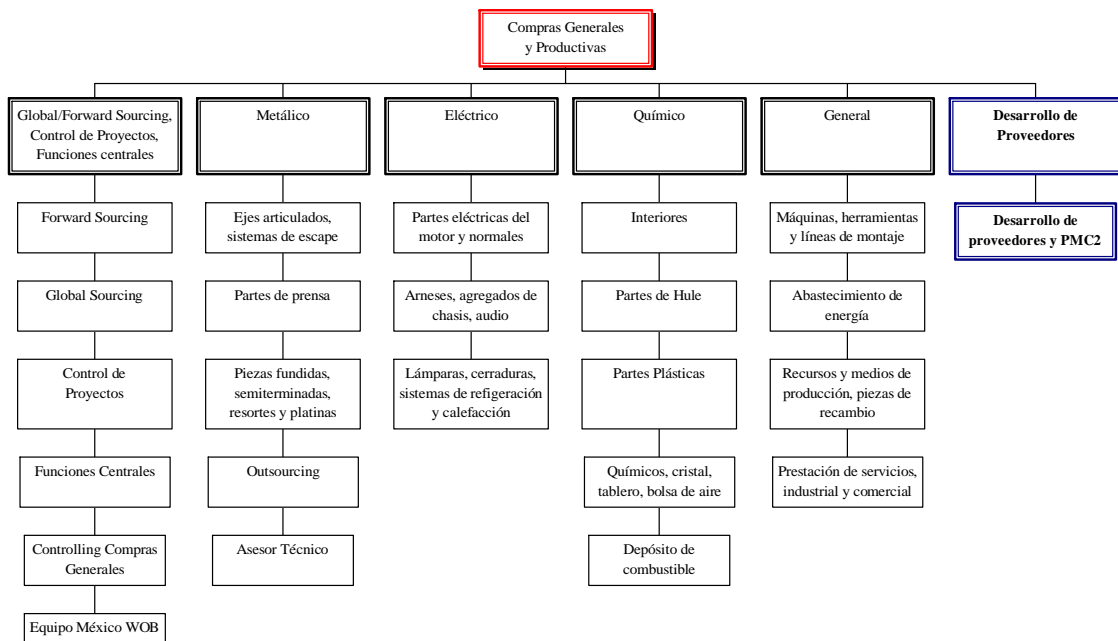 Compras Generales
y Productivas
Global/Forward Sourcing,
Control de Proyectos,
Funciones centrales
Metálico
Eléctrico
Químico
General
Desarrollo de
Proveedores
Forward Sourcing
Ejes articulados,
sistemas de escape
Partes eléctricas del
motor y normales
Interiores
Máquinas, herramientas
y líneas de montaje
Desarrollo de
proveedores y PMC2
Global Sourcing
Partes de prensa
Arneses, agregados de
chasis, audio
Partes de Hule
Abastecimiento de
energía
Control de
Proyectos
Piezas fundidas,
semiterminadas,
resortes y platinas
Lámparas, cerraduras,
sistemas de refigeración
y calefacción
Partes Plásticas
Recursos y medios de
producción, piezas de
recambio
Funciones Centrales
Outsourcing
Químicos, cristal,
tablero, bolsa de aire
Prestación de servicios,
industrial y comercial
Controlling Compras
Generales
Asesor Técnico
Depósito de
combustible
Equipo México WOB